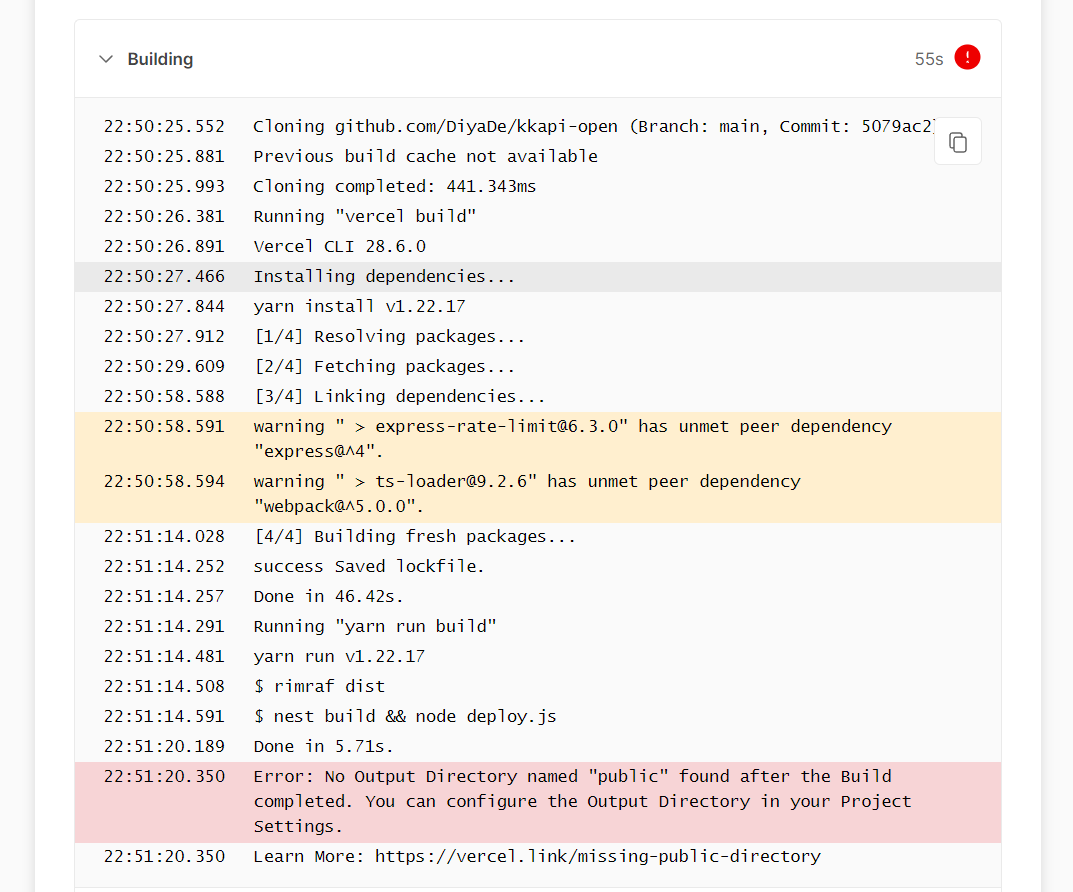 Building 55s
22:50:25.552 Cloning github.com/DiyaDe/kkapi-open (Branch: main, Commit: 5079ac2)
22:50:25.881 Previous build cache not available
22:50:25.993 Cloning completed: 441.343ms
22:50:26.381 Running "vercel build"
22:50:26.891 Vercel CLI 28.6.0
22:50:27.466 Installing dependencies...
22:50:27.844 yarn install v1.22.17
22:50:27.912 [1/4] Resolving packages...
22:50:29.609 [2/4] Fetching packages...
22:50:58.588 [3/4] Linking dependencies...
22:50:58.591 warning " > express-rate-limit@6.3.0" has unmet peer dependency
"express@^4".
22:50:58.594 warning " > ts-loader@9.2.6" has unmet peer dependency
"webpack@^5.0.0".
22:51:14.028 [4/4] Building fresh packages...
22:51:14.252 success Saved lockfile.
22:51:14.257 Done in 46.42s.
22:51:14.291 Running "yarn run build"
22:51:14.481 yarn run v1.22.17
22:51:14.508 $ rimraf dist
22:51:14.591 $ nest build && node deploy.js
22:51:20.189 Done in 5.71s.
22:51:20.350 Error: No Output Directory named "public" found after the Build
completed. You can configure the Output Directory in your Project
Settings.
22:51:20.350 Learn More: https://vercel.link/missing-public-directory